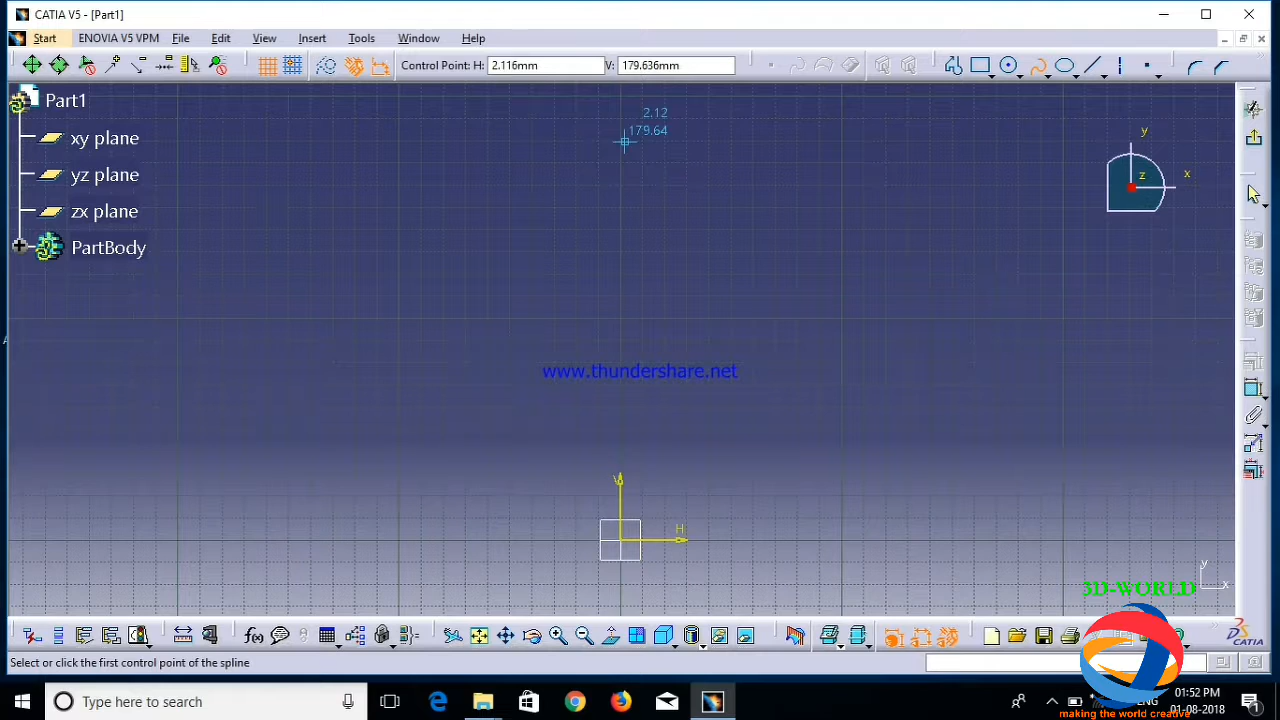 CATIA V5 - [Part1]
Start ENOVIA V5 VPM File Edit View Insert Tools Window Help
Control Point: H: 2.116mm V: 179.636mm
Part1
xy plane
yz plane
zx plane
PartBody
2.12
179.64
y
x
z
www.thundershare.net
V
H
y
x
3D-WORLD
f(x)
CATIA
Select or click the first control point of the spline
Type here to search
ENG
01:52 PM
01-08-2018
1
making the world creative